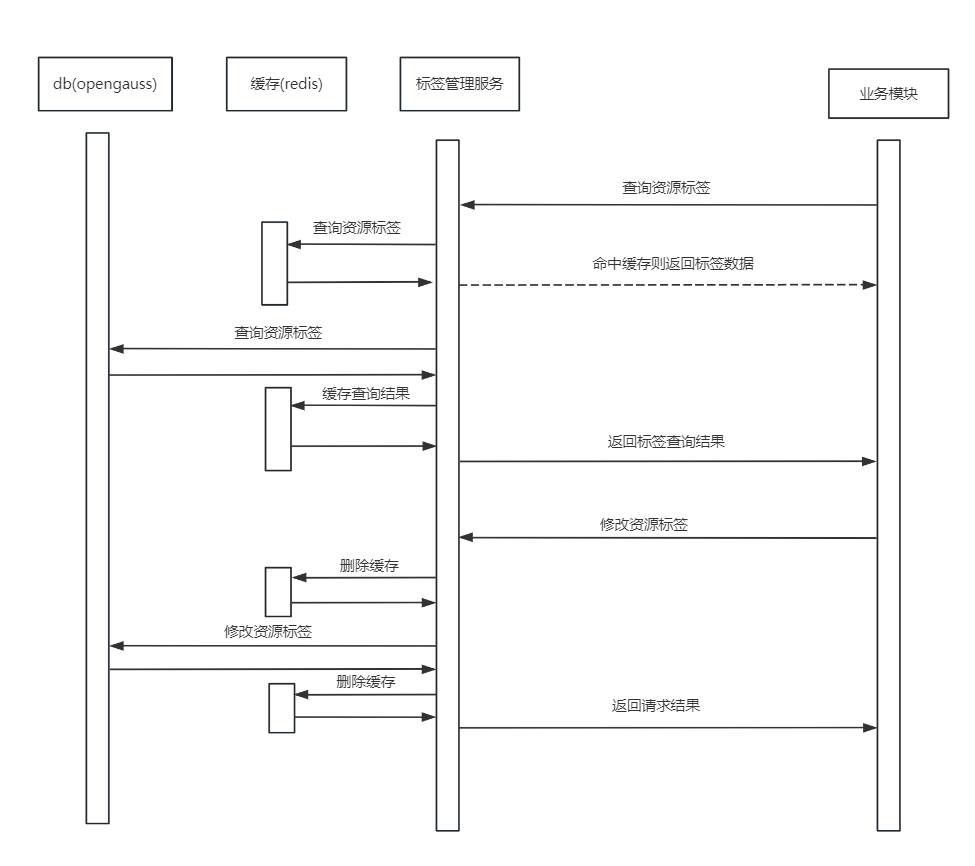 db(opengauss)
缓存(redis)
标签管理服务
业务模块
查询资源标签
查询资源标签
命中缓存则返回标签数据
查询资源标签
缓存查询结果
返回标签查询结果
修改资源标签
删除缓存
修改资源标签
删除缓存
返回请求结果